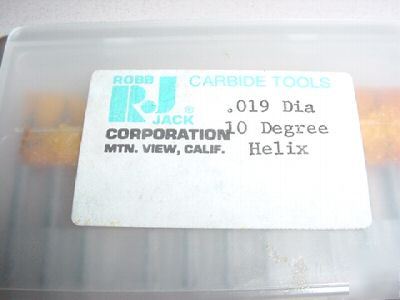 ROBB
RJ®
JACK
CORPORATION
MTN. VIEW, CALIF.
CARBIDE TOOLS
.019 Dia
10 Degree
Helix